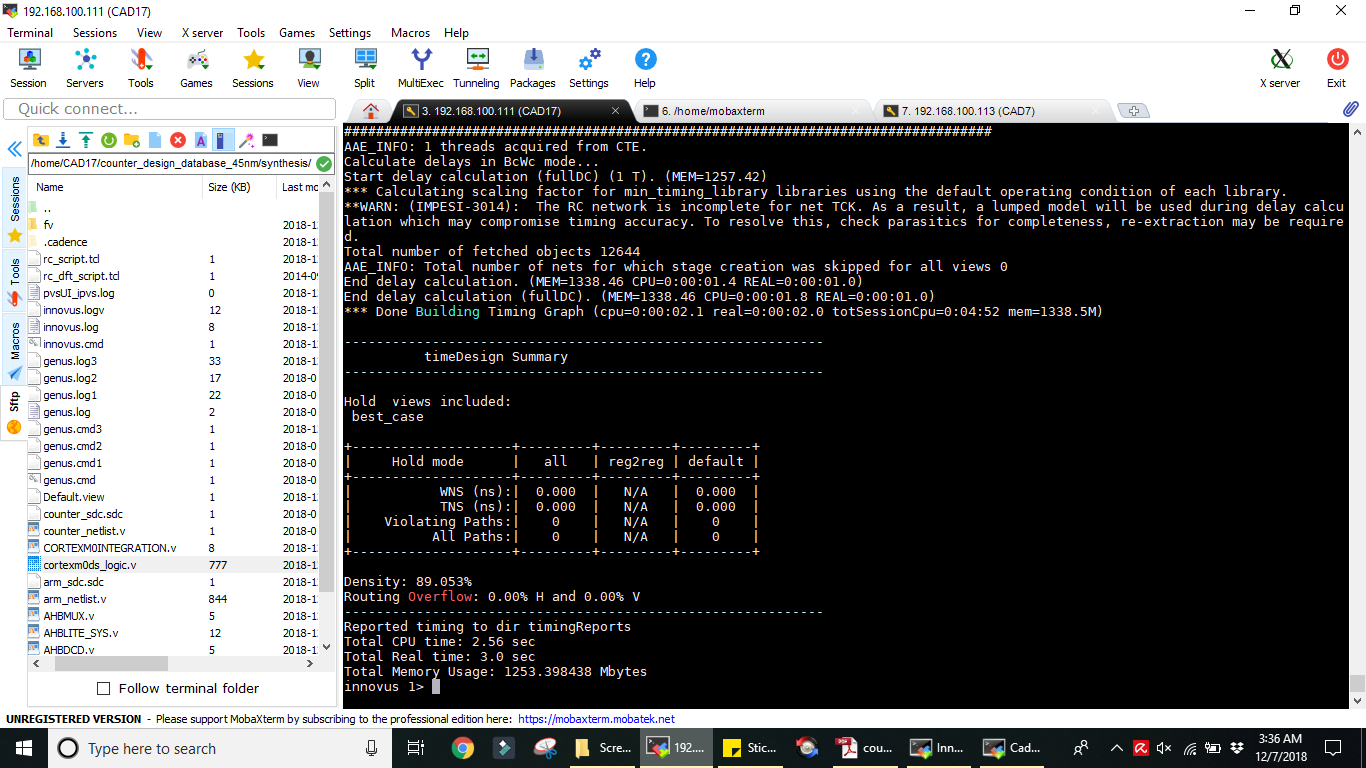 192.168.100.111 (CAD17)
Terminal Sessions View X server Tools Games Settings Macros Help
Session Servers Tools Games Sessions View Split MultiExec Tunneling Packages Settings Help X server Exit
Quick connect...
3. 192.168.100.111 (CAD17) 6. /home/mobaxterm 7. 192.168.100.113 (CAD7)
/home/CAD17/counter_design_database_45nm/synthesis/
Sessions
Tools
Macros
Sftp
Name Size (KB) Last mo
..
fv 2018-1
.cadence 2018-1
rc_script.tcl 1 2018-1
rc_dft_script.tcl 1 2014-0
pvsUI_ipvs.log 0 2018-1
innovus.logv 12 2018-1
innovus.log 8 2018-1
innovus.cmd 1 2018-1
genus.log3 33 2018-1
genus.log2 17 2018-0
genus.log1 22 2018-0
genus.log 2 2018-0
genus.cmd3 1 2018-1
genus.cmd2 1 2018-0
genus.cmd1 1 2018-0
genus.cmd 1 2018-0
Default.view 1 2018-1
counter_sdc.sdc 1 2018-0
counter_netlist.v 1 2018-0
CORTEXM0INTEGRATION.v 8 2018-1
cortexm0ds_logic.v 777 2018-1
arm_sdc.sdc 1 2018-1
arm_netlist.v 844 2018-1
AHBMUX.v 5 2018-1
AHBLITE_SYS.v 12 2018-1
AHBDCD.v 5 2018-1
Follow terminal folder
#################################################################################
AAE_INFO: 1 threads acquired from CTE.
Calculate delays in BcWc mode...
Start delay calculation (fullDC) (1 T). (MEM=1257.42)
*** Calculating scaling factor for min_timing_library libraries using the default operating condition of each library.
**WARN: (IMPESI-3014): The RC network is incomplete for net TCK. As a result, a lumped model will be used during delay calcu
lation which may compromise timing accuracy. To resolve this, check parasitics for completeness, re-extraction may be require
d.
Total number of fetched objects 12644
AAE_INFO: Total number of nets for which stage creation was skipped for all views 0
End delay calculation. (MEM=1338.46 CPU=0:00:01.4 REAL=0:00:01.0)
End delay calculation (fullDC). (MEM=1338.46 CPU=0:00:01.8 REAL=0:00:01.0)
*** Done Building Timing Graph (cpu=0:00:02.1 real=0:00:02.0 totSessionCpu=0:04:52 mem=1338.5M)
------------------------------------------------------------
timeDesign Summary
------------------------------------------------------------
Hold views included:
best_case
+--------------------+---------+---------+---------+
| Hold mode | all | reg2reg | default |
+--------------------+---------+---------+---------+
| WNS (ns):| 0.000 | N/A | 0.000 |
| TNS (ns):| 0.000 | N/A | 0.000 |
| Violating Paths:| 0 | N/A | 0 |
| All Paths:| 0 | N/A | 0 |
+--------------------+---------+---------+---------+
Density: 89.053%
Routing Overflow: 0.00% H and 0.00% V
------------------------------------------------------------
Reported timing to dir timingReports
Total CPU time: 2.56 sec
Total Real time: 3.0 sec
Total Memory Usage: 1253.398438 Mbytes
innovus 1>
UNREGISTERED VERSION - Please support MobaXterm by subscribing to the professional edition here: https://mobaxterm.mobatek.net
Type here to search
Scre... 192.... Stic... cou... Inn... Cad...
3:36 AM
12/7/2018